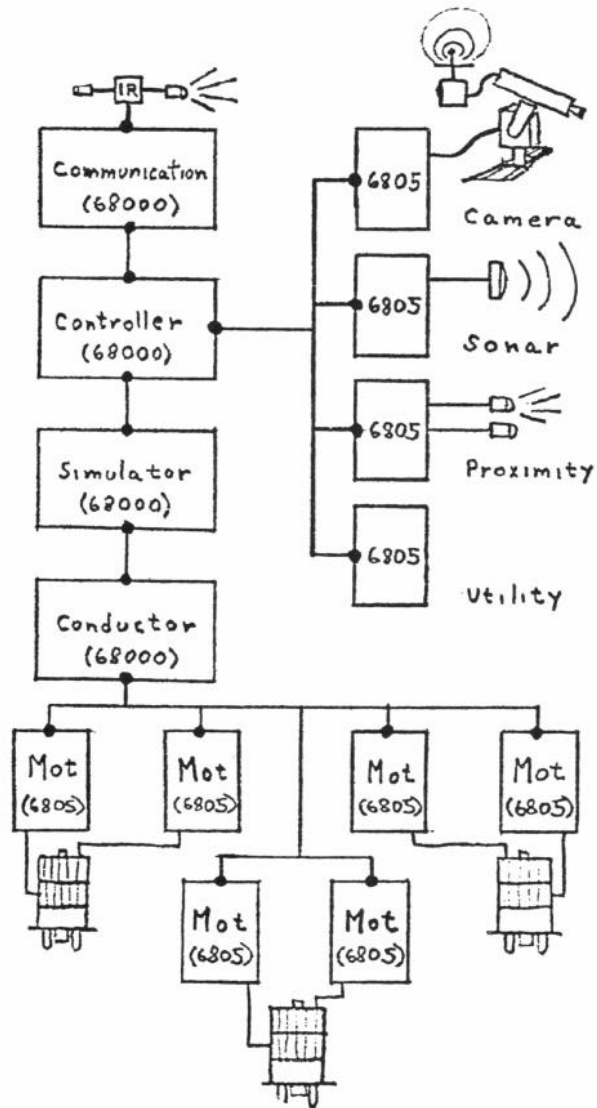 IR
Communication
(68000)
6805
Camera
Controller
(68000)
6805
Sonar
6805
Proximity
Simulator
(68000)
6805
Utility
Conductor
(68000)
Mot
(6805)
Mot
(6805)
Mot
(6805)
Mot
(6805)
Mot
(6805)
Mot
(6805)